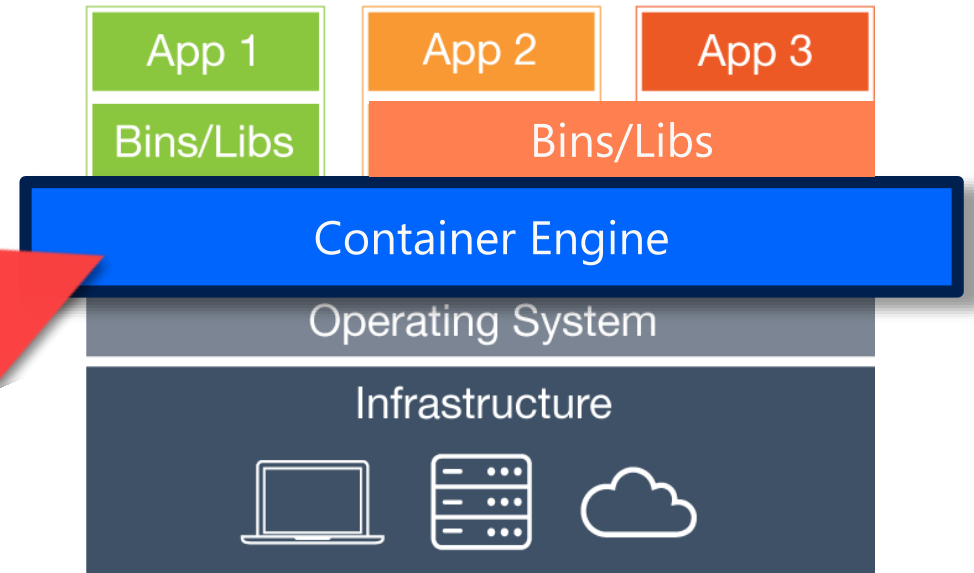 App 1
App 2
App 3
Bins/Libs
Bins/Libs
Container Engine
Operating System
Infrastructure